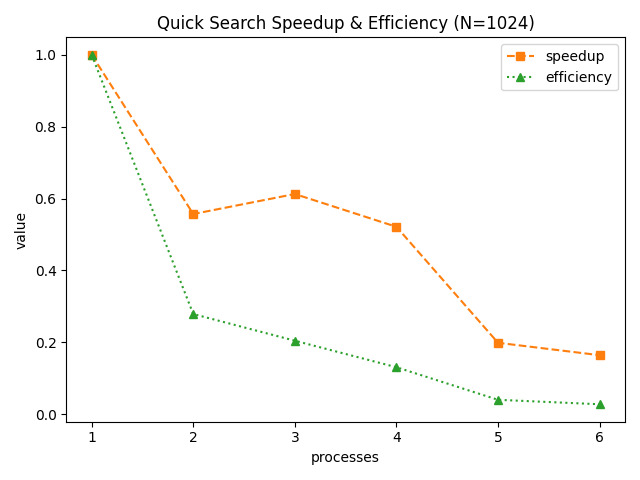 Quick Search Speedup & Efficiency (N=1024)
speedup
efficiency
value
1.0
0.8
0.6
0.4
0.2
0.0
1 2 3 4 5 6
processes